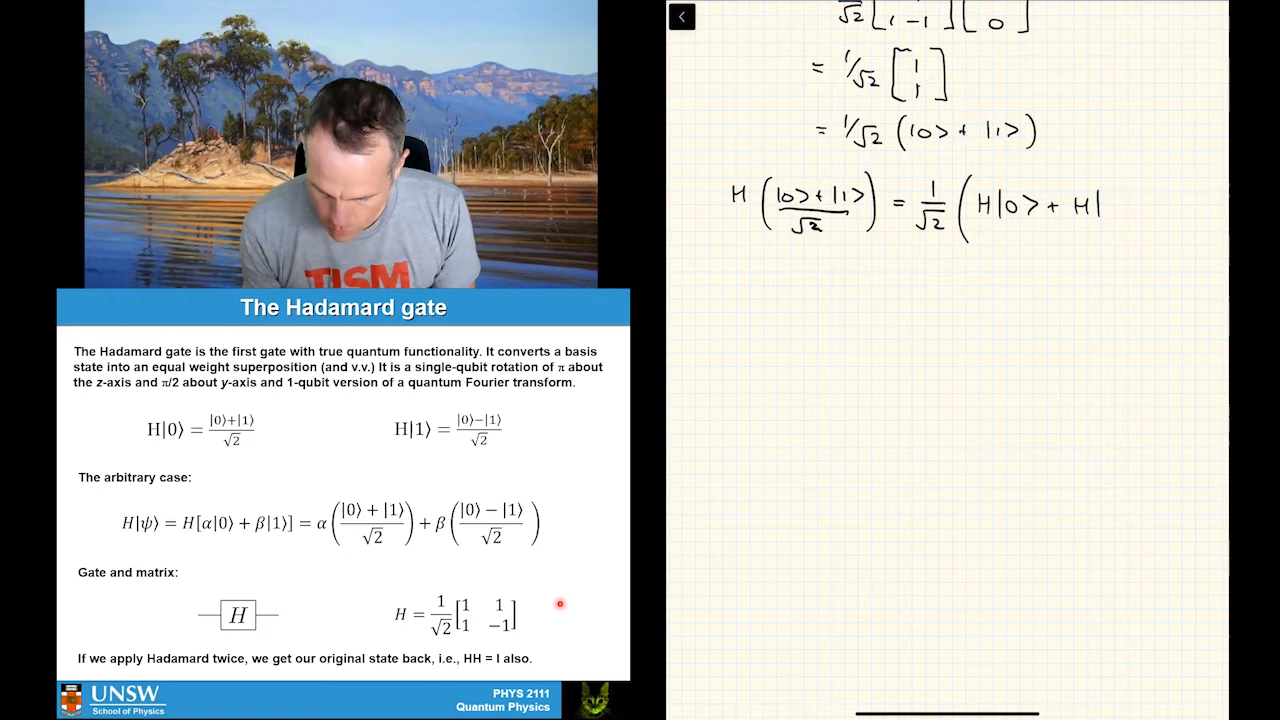 TISM
The Hadamard gate
The Hadamard gate is the first gate with true quantum functionality. It converts a basis
state into an equal weight superposition (and v.v.) It is a single-qubit rotation of π about
the z-axis and π/2 about y-axis and 1-qubit version of a quantum Fourier transform.
H|0⟩ = |0⟩+|1⟩/√2 H|1⟩ = |0⟩−|1⟩/√2
The arbitrary case:
H|ψ⟩ = H[α|0⟩ + β|1⟩] = α(|0⟩ + |1⟩/√2) + β(|0⟩ − |1⟩/√2)
Gate and matrix:
H H = 1/√2 [1 1
1 −1]
If we apply Hadamard twice, we get our original state back, i.e., HH = I also.
UNSW
School of Physics
PHYS 2111
Quantum Physics
√2 [1 −1] [0]
= 1/√2 [1
1]
= 1/√2 (|0> + |1>)
H (|0> + |1>/√2) = 1/√2 (H|0> + H|